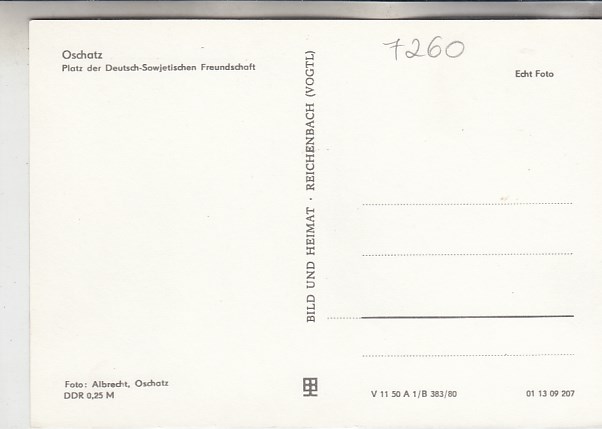 Oschatz
Platz der Deutsch-Sowjetischen Freundschaft
7260
Echt Foto
BILD UND HEIMAT · REICHENBACH (VOGTL)
Foto: Albrecht, Oschatz
DDR 0,25 M
V 11 50 A 1/B 383/80
01 13 09 207